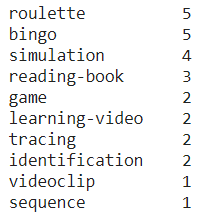 roulette 5
bingo 5
simulation 4
reading-book 3
game 2
learning-video 2
tracing 2
identification 2
videoclip 1
sequence 1